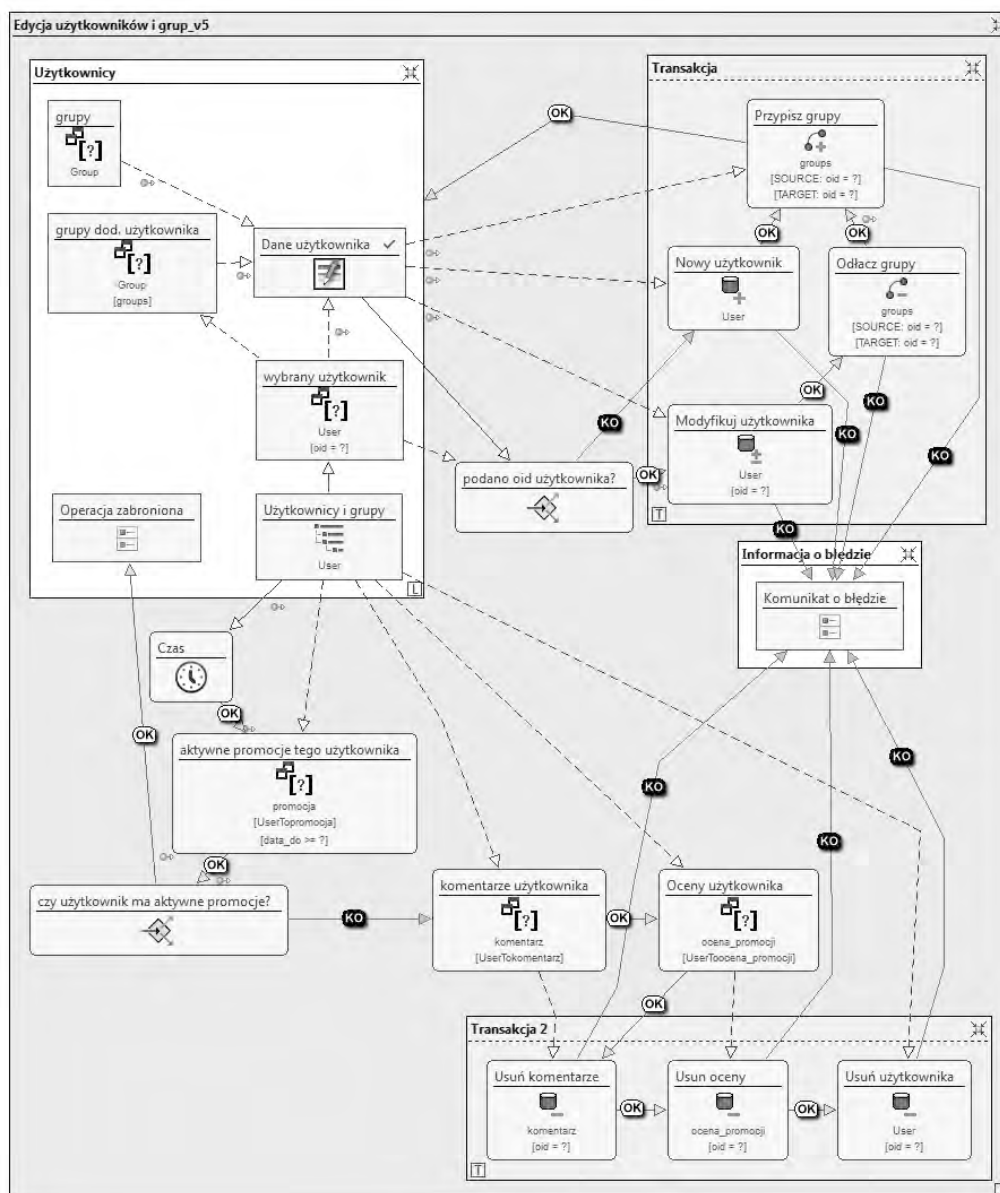 Edycja użytkowników i grup_v5
Użytkownicy
grupy
[?]
Group
grupy dod. użytkownika
[?]
Group
[groups]
Dane użytkownika
wybrany użytkownik
[?]
User
[oid = ?]
Operacja zabroniona
Użytkownicy i grupy
User
L
OK
Transakcja
Przypisz grupy
groups
[SOURCE: oid = ?]
[TARGET: oid = ?]
OK
OK
Nowy użytkownik
User
Odłacz grupy
groups
[SOURCE: oid = ?]
[TARGET: oid = ?]
OK
Modyfikuj użytkownika
User
[oid = ?]
T
KO
KO
KO
KO
KO
podano oid użytkownika?
OK
Informacja o błędzie
Komunikat o błędzie
Czas
OK
OK
aktywne promocje tego użytkownika
[?]
promocja
[UserTopromocja]
[data_do >= ?]
OK
czy użytkownik ma aktywne promocje?
KO
komentarze użytkownika
[?]
komentarz
[UserTokomentarz]
OK
Oceny użytkownika
[?]
ocena_promocji
[UserToocena_promocji]
OK
KO
KO
KO
Transakcja 2
Usuń komentarze
komentarz
[oid = ?]
OK
Usun oceny
ocena_promocji
[oid = ?]
OK
Usuń użytkownika
User
[oid = ?]
T